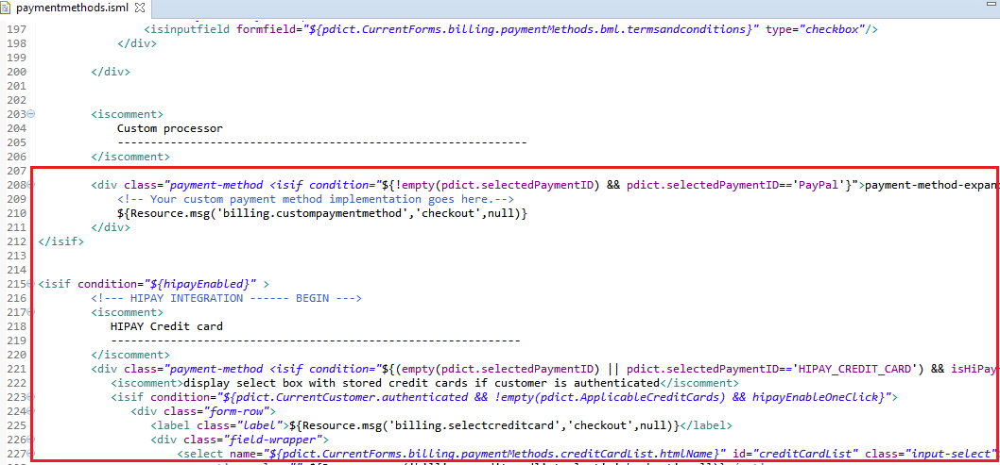 paymentmethods.isml
197 <isinputfield formfield="${pdict.CurrentForms.billing.paymentMethods.bml.termsandconditions}" type="checkbox"/>
198 </div>
199
200 </div>
201
202
203 <iscomment>
204 Custom processor
205 --------------------------------------------------------------
206 </iscomment>
207
208 <div class="payment-method <isif condition="${!empty(pdict.selectedPaymentID) && pdict.selectedPaymentID=='PayPal'}">payment-method-expan
209 <!-- Your custom payment method implementation goes here.-->
210 ${Resource.msg('billing.custompaymentmethod','checkout',null)}
211 </div>
212 </isif>
213
214
215 <isif condition="${hipayEnabled}" >
216 <!--- HIPAY INTEGRATION ------ BEGIN --->
217 <iscomment>
218 HIPAY Credit card
219 --------------------------------------------------------------
220 </iscomment>
221 <div class="payment-method <isif condition="${(empty(pdict.selectedPaymentID) || pdict.selectedPaymentID=='HIPAY_CREDIT_CARD') && isHiPay
222 <iscomment>display select box with stored credit cards if customer is authenticated</iscomment>
223 <isif condition="${pdict.CurrentCustomer.authenticated && !empty(pdict.ApplicableCreditCards) && hipayEnableOneClick}">
224 <div class="form-row">
225 <label class="label">${Resource.msg('billing.selectcreditcard','checkout',null)}</label>
226 <div class="field-wrapper">
227 <select name="${pdict.CurrentForms.billing.paymentMethods.creditCardList.htmlName}" id="creditCardList" class="input-select"